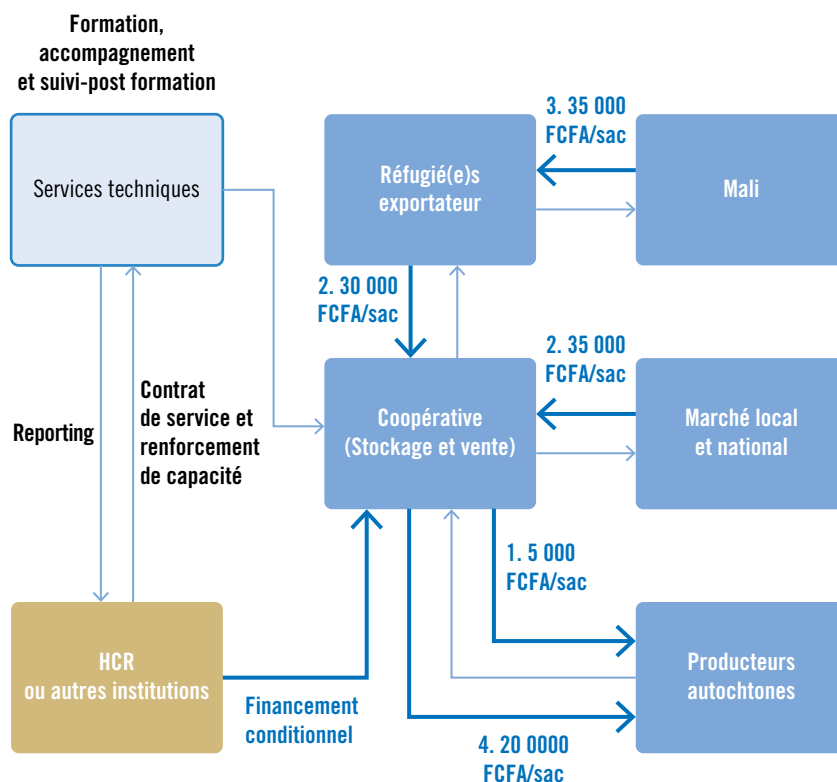 Formation,
accompagnement
et suivi-post formation
Services techniques
Réfugié(e)s
exportateur
3. 35 000
FCFA/sac
Mali
2. 30 000
FCFA/sac
Reporting
Contrat
de service et
renforcement
de capacité
Coopérative
(Stockage et vente)
2. 35 000
FCFA/sac
Marché local
et national
HCR
ou autres institutions
Financement
conditionnel
1. 5 000
FCFA/sac
4. 20 0000
FCFA/sac
Producteurs
autochtones